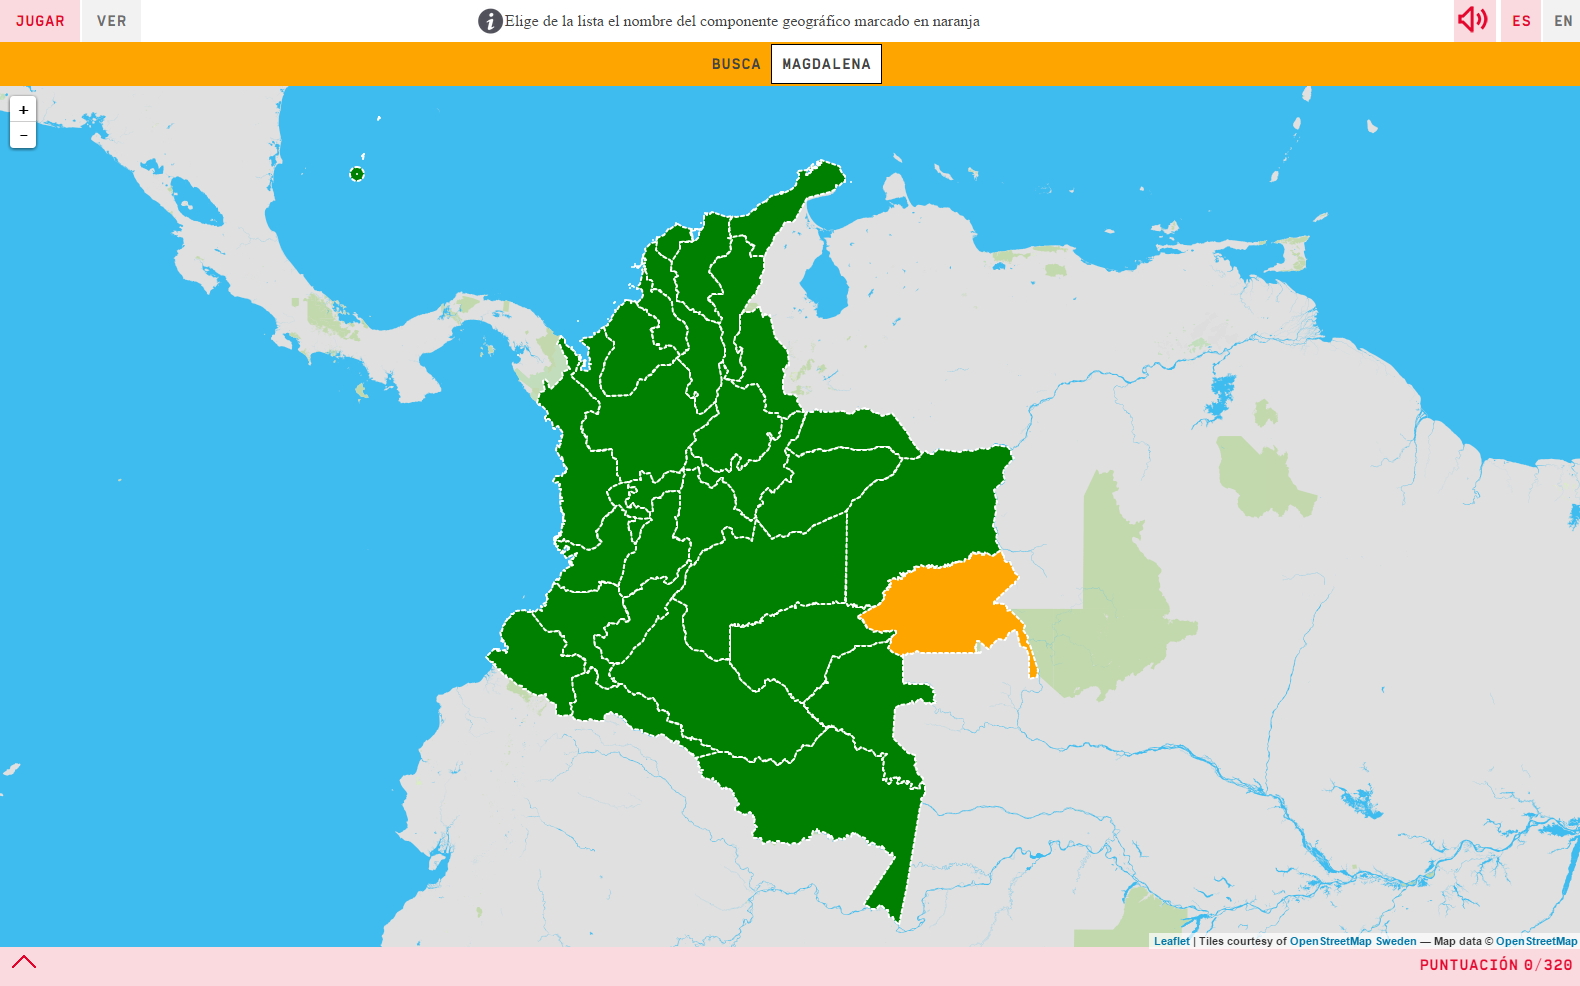 JUGAR VER Elige de la lista el nombre del componente geográfico marcado en naranja ES EN
BUSCA MAGDALENA
+
−
Leaflet | Tiles courtesy of OpenStreetMap Sweden — Map data © OpenStreetMap
PUNTUACIÓN 0/320